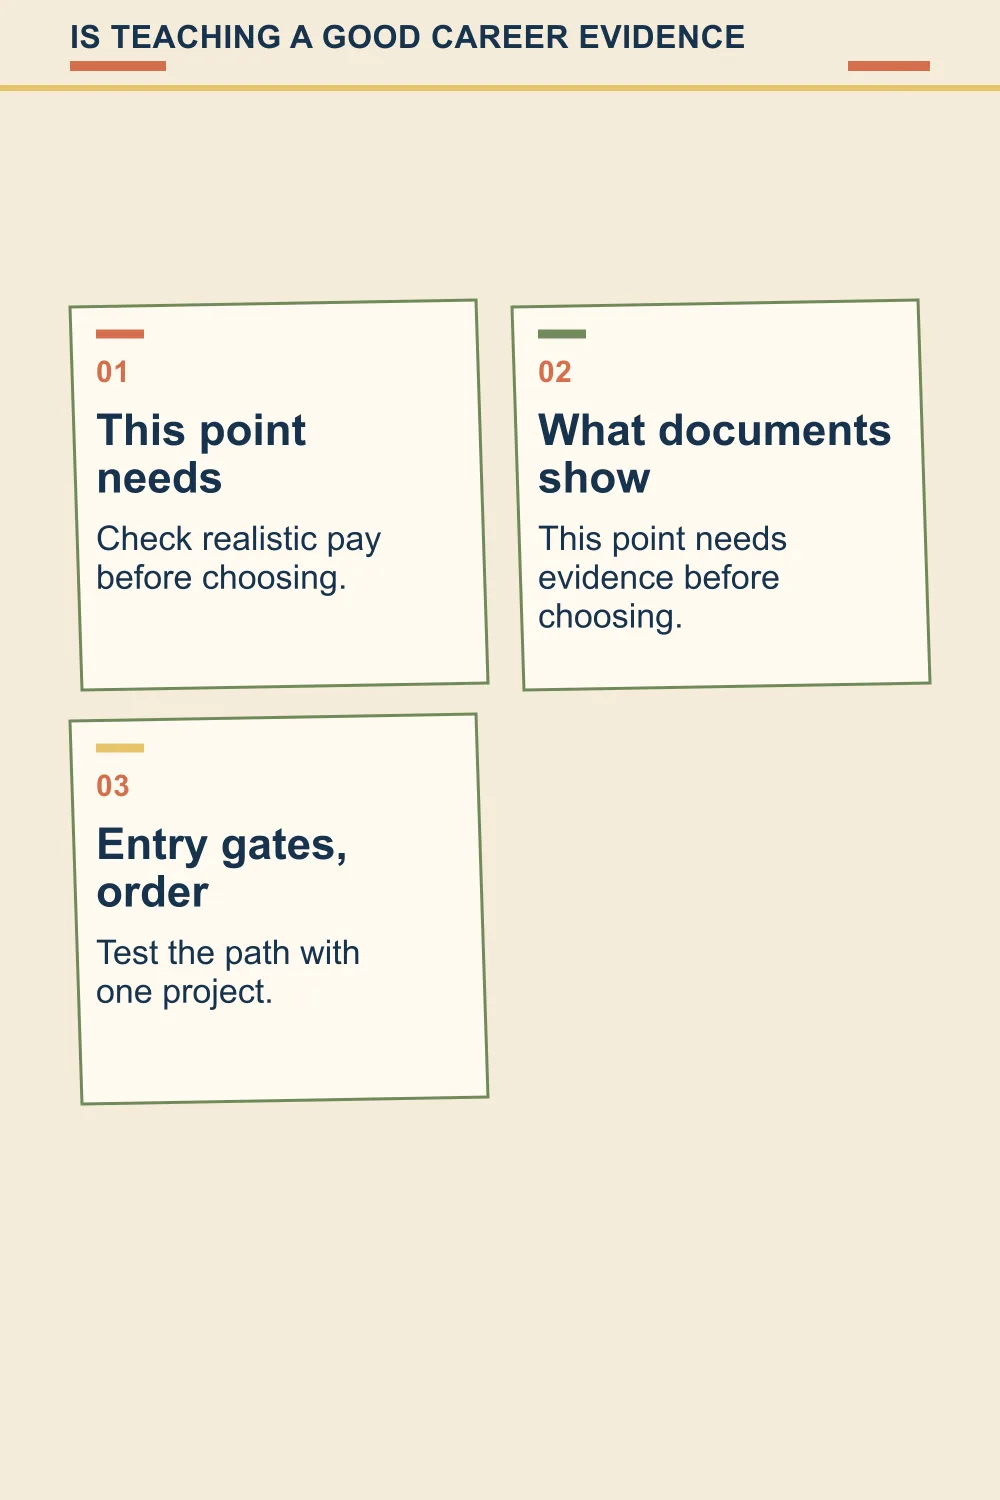 IS TEACHING A GOOD CAREER EVIDENCE
01
This point
needs
Check realistic pay
before choosing.
02
What documents
show
This point needs
evidence before
choosing.
03
Entry gates,
order
Test the path with
one project.